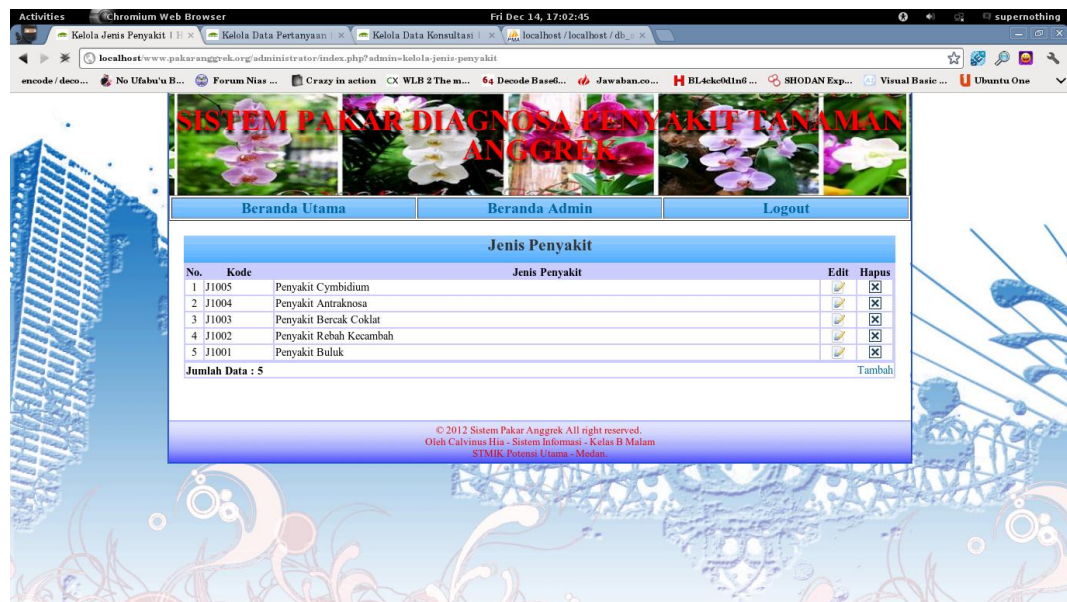 Activities Chromium Web Browser Fri Dec 14, 17:02:45 supernothing
Kelola Jenis Penyakit | H Kelola Data Pertanyaan | Kelola Data Konsultasi | localhost / localhost / db_s
localhost/www.pakaranggrek.org/administrator/index.php?admin=kelola-jenis-penyakit
encode / deco... No Ufabu'u B... Forum Nias ... Crazy in action CX WLB 2 The m... 64 Decode Base6... Jawaban.co... H BL4ckc0d1n6 ... SHODAN Exp... Visual Basic ... U Ubuntu One
SISTEM PAKAR DIAGNOSA PENYAKIT TANAMAN
ANGGREK
Beranda Utama Beranda Admin Logout
Jenis Penyakit
No. Kode Jenis Penyakit Edit Hapus
1 J1005 Penyakit Cymbidium
2 J1004 Penyakit Antraknosa
3 J1003 Penyakit Bercak Coklat
4 J1002 Penyakit Rebah Kecambah
5 J1001 Penyakit Buluk
Jumlah Data : 5 Tambah
© 2012 Sistem Pakar Anggrek All right reserved.
Oleh Calvinus Hia - Sistem Informasi - Kelas B Malam
STMIK Potensi Utama - Medan.